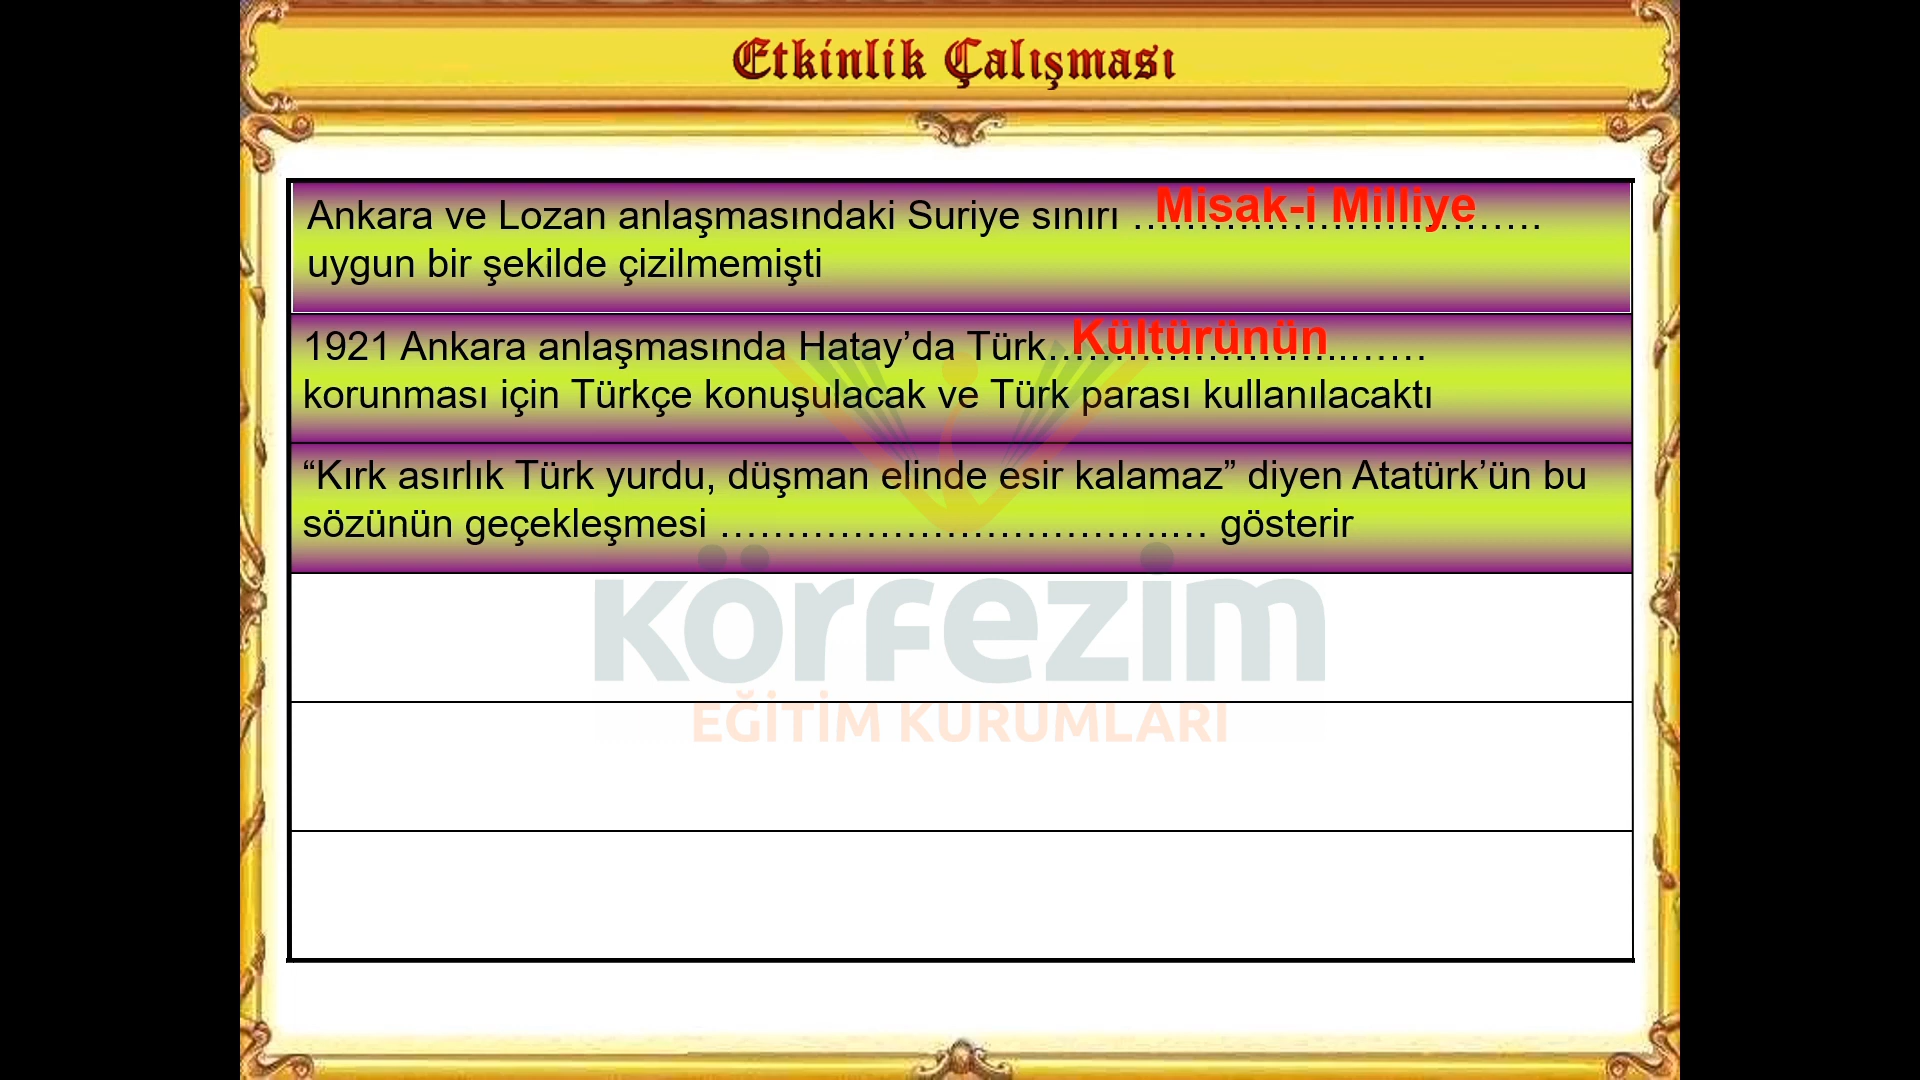 Etkinlik Çalışması
Ankara ve Lozan anlaşmasındaki Suriye sınırı …Misak-i Milliye……
uygun bir şekilde çizilmemişti
1921 Ankara anlaşmasında Hatay’da Türk…Kültürünün……
korunması için Türkçe konuşulacak ve Türk parası kullanılacaktı
“Kırk asırlık Türk yurdu, düşman elinde esir kalamaz” diyen Atatürk’ün bu
sözünün geçekleşmesi ………………………………… gösterir
körfezim
EĞİTİM KURUMLARI